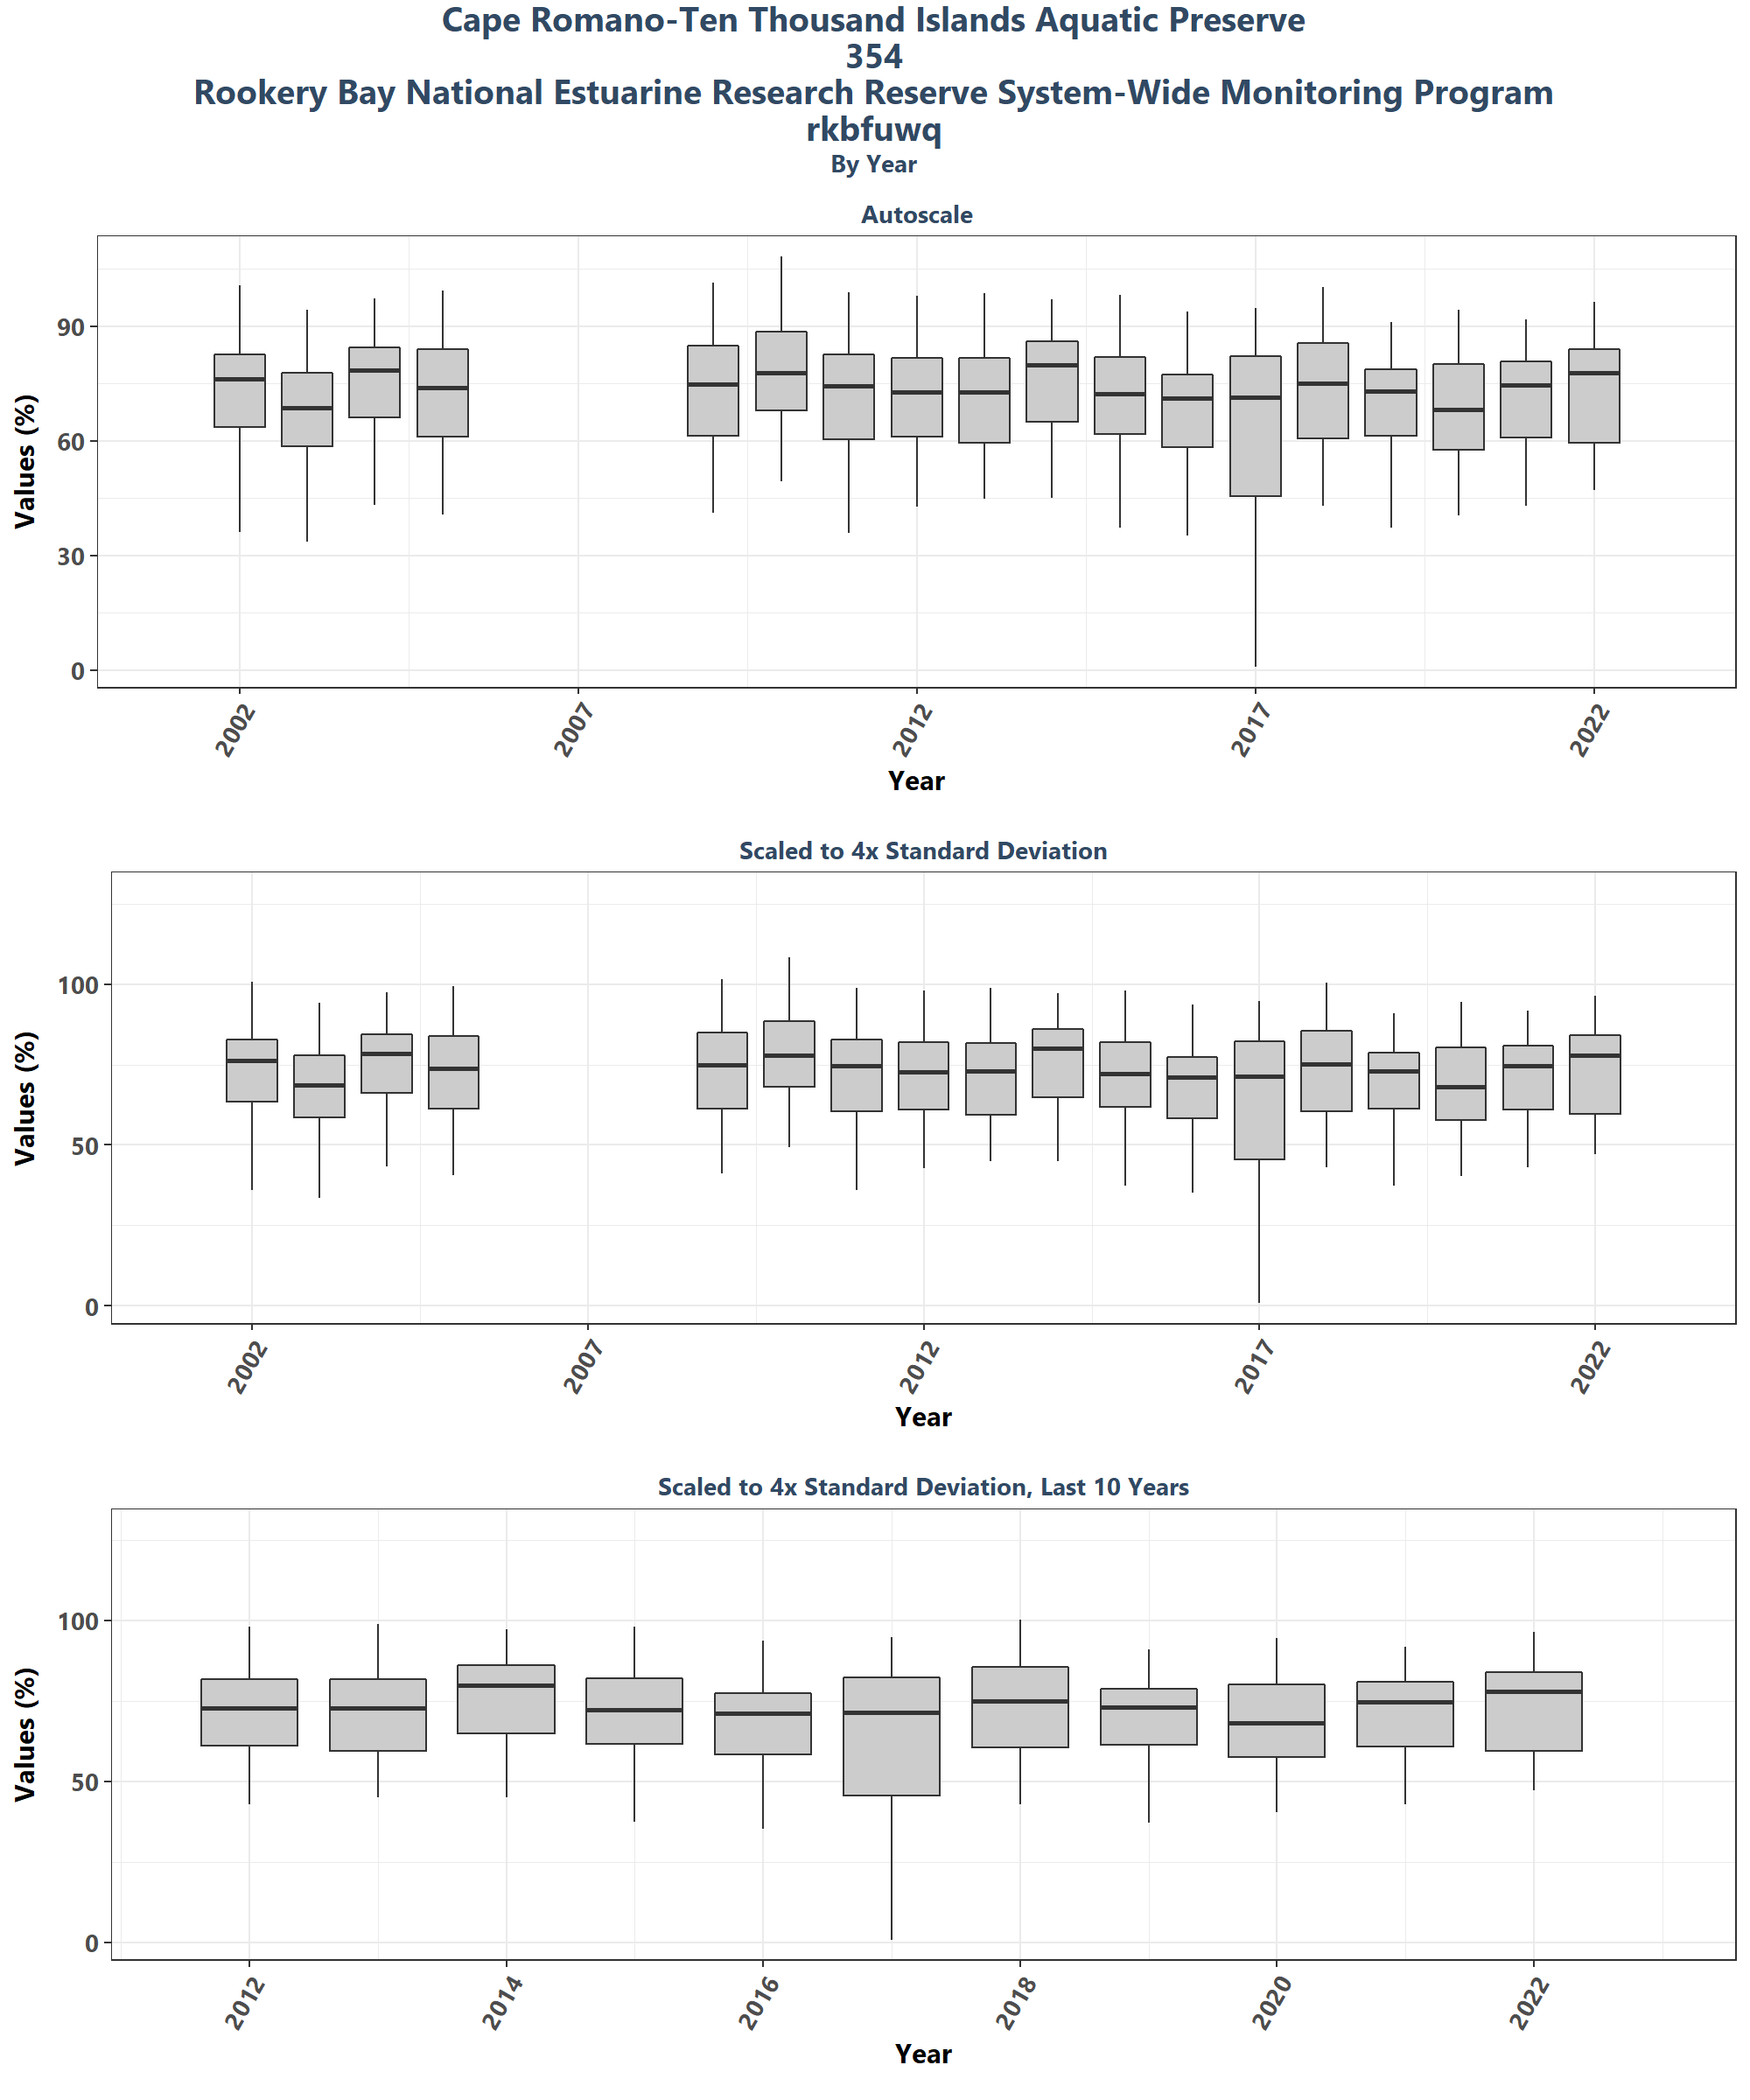 Cape Romano-Ten Thousand Islands Aquatic Preserve
354
Rookery Bay National Estuarine Research Reserve System-Wide Monitoring Program
rkbfuwq
By Year
Autoscale
Values (%)
90
60
30
0
2002
2007
2012
2017
2022
Year
Scaled to 4x Standard Deviation
Values (%)
100
50
0
2002
2007
2012
2017
2022
Year
Scaled to 4x Standard Deviation, Last 10 Years
Values (%)
100
50
0
2012
2014
2016
2018
2020
2022
Year